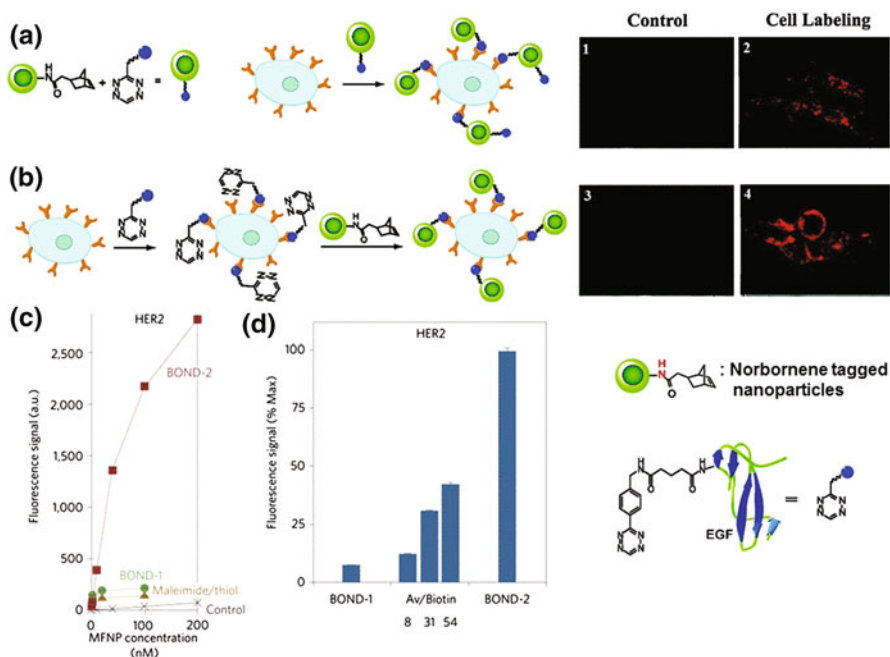 (a)
H
N
O
+
N N
N N
=
Control
Cell Labeling
1
2
(b)
N N
N N
H
N
O
3
4
(c)
HER2
Fluorescence signal (a.u.)
2,500
2,000
1,500
1,000
500
0
BOND-2
BOND-1
Maleimide/thiol
Control
0 50 100 150 200
MFNP concentration
(nM)
(d)
HER2
Fluorescence signal (% Max)
100
75
50
25
0
BOND-1 Av/Biotin BOND-2
8 31 54
H
N
O
: Norbornene tagged
nanoparticles
H
N
O
O
H
N
N N
N N
EGF
=
N N
N N